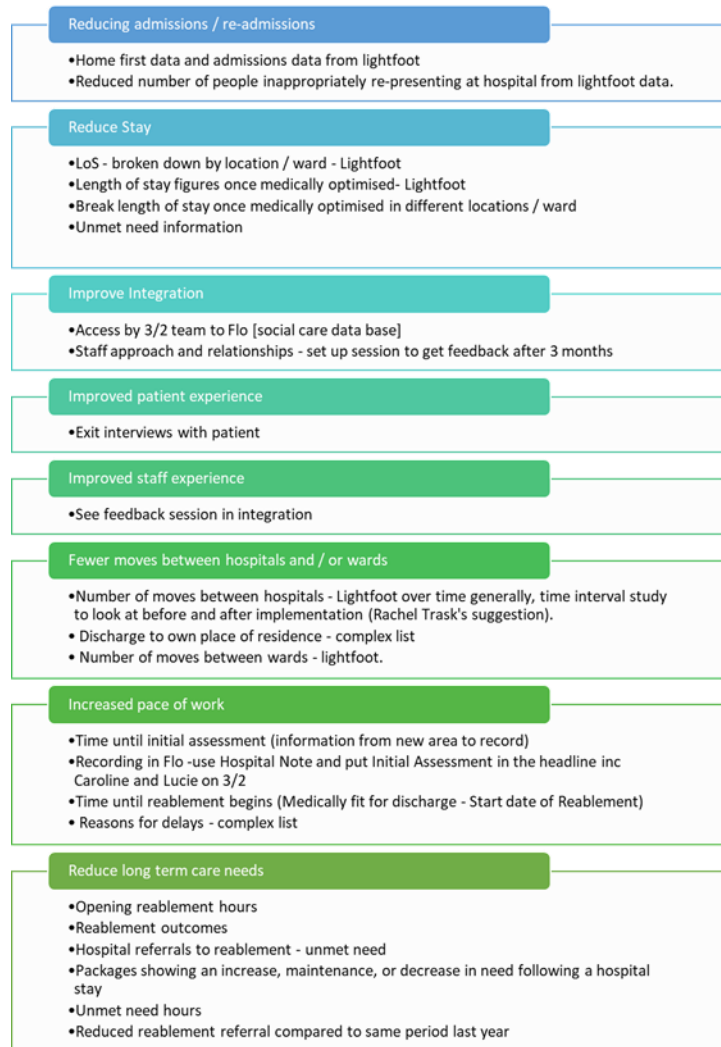 Reducing admissions / re-admissions
•Home first data and admissions data from lightfoot
•Reduced number of people inappropriately re-presenting at hospital from lightfoot data.
Reduce Stay
•LoS - broken down by location / ward - Lightfoot
•Length of stay figures once medically optimised- Lightfoot
•Break length of stay once medically optimised in different locations / ward
•Unmet need information
Improve Integration
•Access by 3/2 team to Flo [social care data base]
•Staff approach and relationships - set up session to get feedback after 3 months
Improved patient experience
•Exit interviews with patient
Improved staff experience
•See feedback session in integration
Fewer moves between hospitals and / or wards
•Number of moves between hospitals - Lightfoot over time generally, time interval study
to look at before and after implementation (Rachel Trask's suggestion).
• Discharge to own place of residence - complex list
• Number of moves between wards - lightfoot.
Increased pace of work
•Time until initial assessment (information from new area to record)
•Recording in Flo -use Hospital Note and put Initial Assessment in the headline inc
Caroline and Lucie on 3/2
•Time until reablement begins (Medically fit for discharge - Start date of Reablement)
• Reasons for delays - complex list
Reduce long term care needs
•Opening reablement hours
•Reablement outcomes
•Hospital referrals to reablement - unmet need
•Packages showing an increase, maintenance, or decrease in need following a hospital
stay
•Unmet need hours
•Reduced reablement referral compared to same period last year